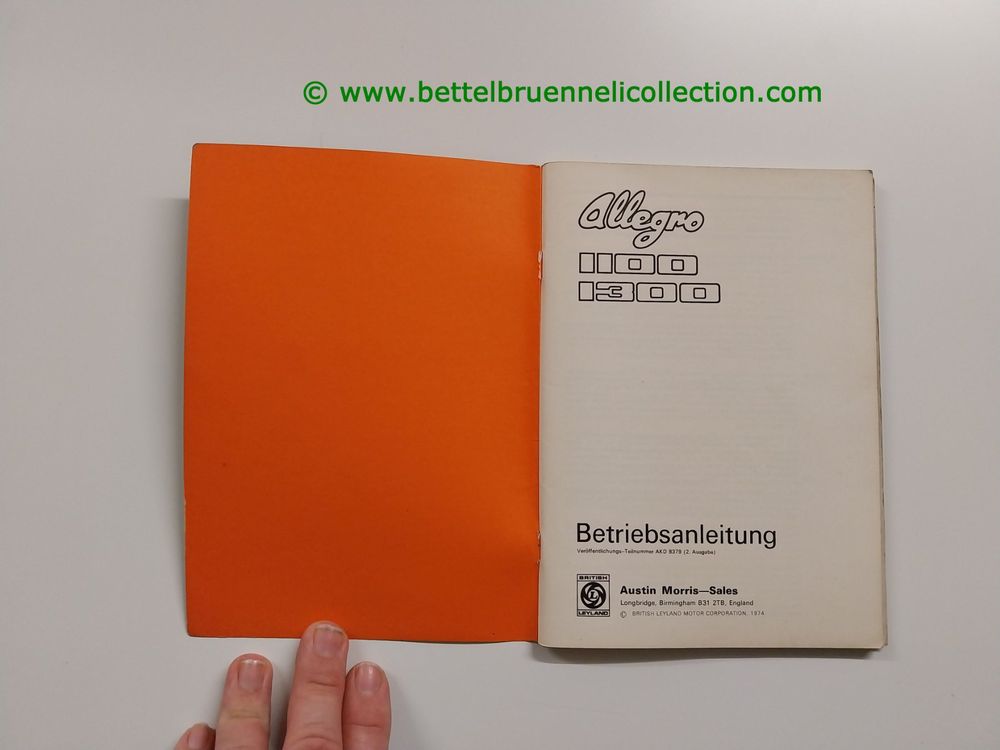 © www.bettelbruennelicollection.com
Allegro
1100
1300
Betriebsanleitung
Veröffentlichungs-Teilnummer AKD 8379 (2. Ausgabe)
BRITISH
L
LEYLAND
Austin Morris—Sales
Longbridge, Birmingham B31 2TB, England
© BRITISH LEYLAND MOTOR CORPORATION, 1974